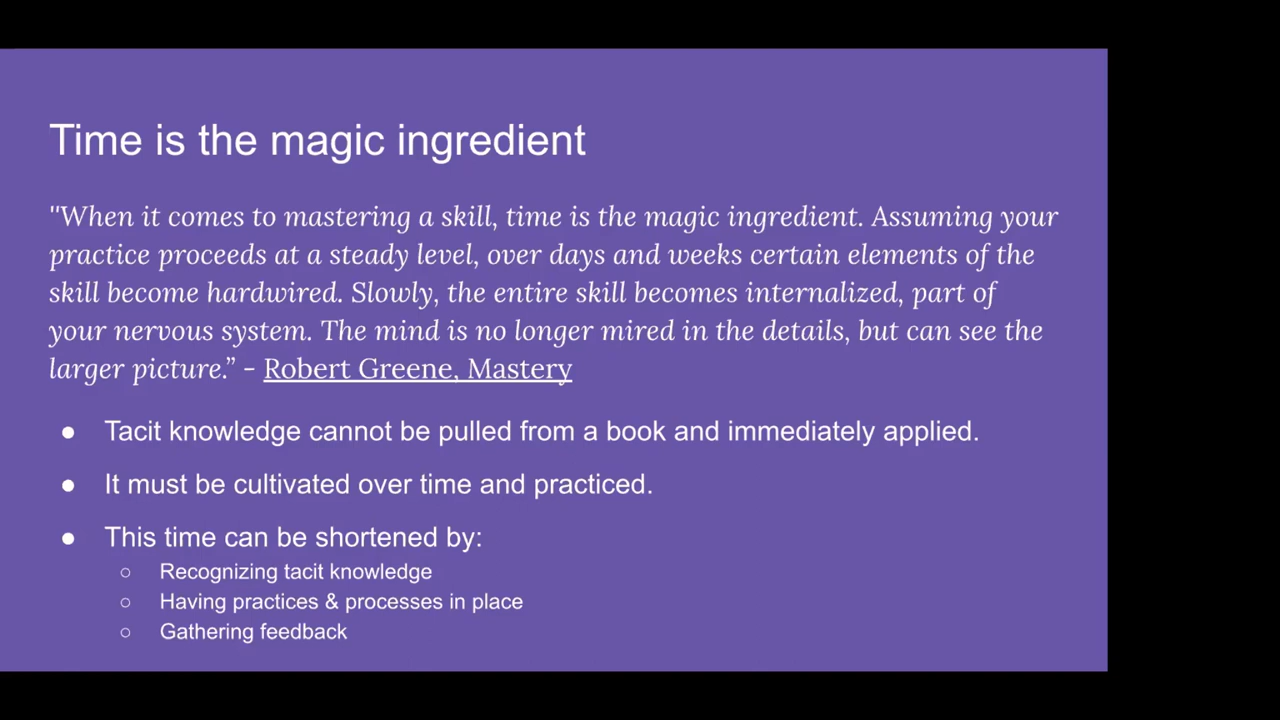 Time is the magic ingredient
"When it comes to mastering a skill, time is the magic ingredient. Assuming your
practice proceeds at a steady level, over days and weeks certain elements of the
skill become hardwired. Slowly, the entire skill becomes internalized, part of
your nervous system. The mind is no longer mired in the details, but can see the
larger picture.” - Robert Greene, Mastery
● Tacit knowledge cannot be pulled from a book and immediately applied.
● It must be cultivated over time and practiced.
● This time can be shortened by:
○ Recognizing tacit knowledge
○ Having practices & processes in place
○ Gathering feedback